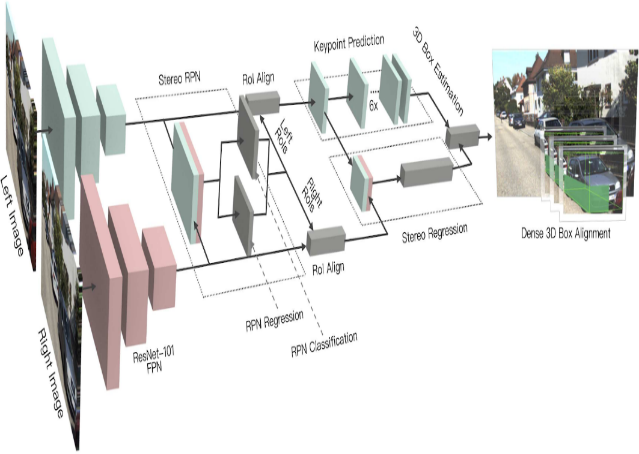 Left Image
Right Image
ResNet-101
FPN
Stereo RPN
RoI Align
Left
RoIs
Right
RoIs
RoI Align
RPN Regression
RPN Classification
Keypoint Prediction
6x
3D Box Estimation
Stereo Regression
Dense 3D Box Alignment